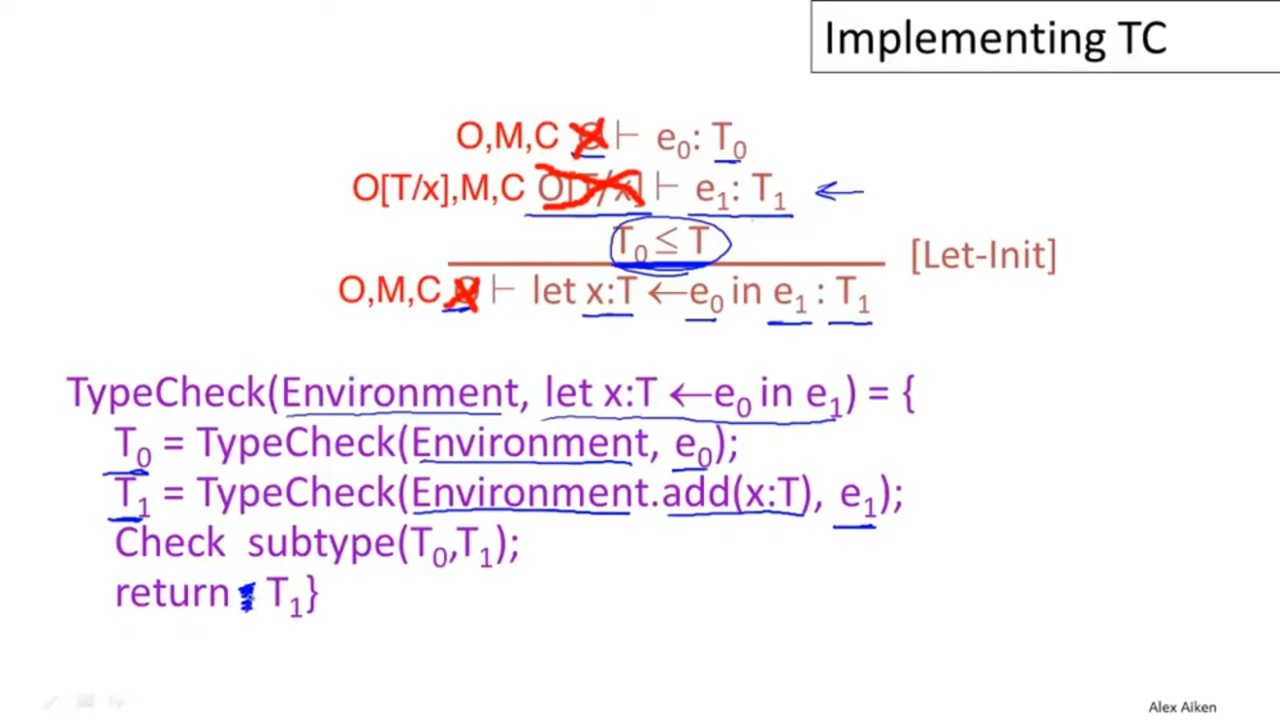 Implementing TC
O,M,C O ⊢ e₀: T₀
O[T/x],M,C O[T/x] ⊢ e₁: T₁
T₀ ≤ T
[Let-Init]
O,M,C O ⊢ let x:T ←e₀ in e₁ : T₁
TypeCheck(Environment, let x:T ←e₀ in e₁) = {
T₀ = TypeCheck(Environment, e₀);
T₁ = TypeCheck(Environment.add(x:T), e₁);
Check subtype(T₀,T₁);
return T₁}
Alex Aiken